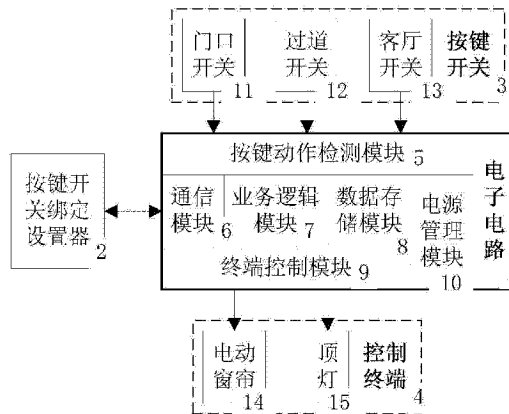 门口
开关
11
过道
开关
12
客厅
开关
13
按键
开关
3
按键动作检测模块 5
通信
模块 6
业务逻辑
模块 7
数据存
储模块 8
电源
管理
模块
10
终端控制模块 9
电子电路
按键开
关绑定
设置器
2
电动
窗帘
14
顶
灯
15
控制
终端
4